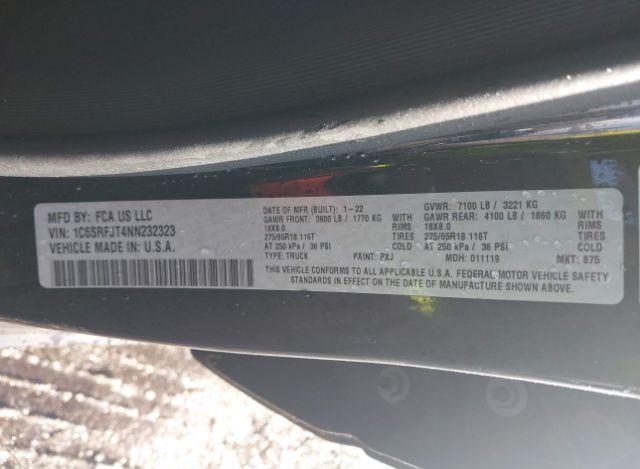 MFD BY: FCA US LLC
VIN: 1C6SRFJT4NN232323
VEHICLE MADE IN U.S.A.
DATE OF MFR (BUILT): 1-22 GVWR: 7100 LB / 3221 KG
GAWR FRONT: 3900 LB / 1770 KG WITH GAWR REAR: 4100 LB / 1860 KG WITH
18X8.0 RIMS 18X8.0 RIMS
275/65R18 116T TIRES 275/65R18 116T TIRES
AT 250 kPa / 36 PSI COLD AT 250 kPa / 36 PSI COLD
TYPE: TRUCK PAINT: PXJ MDH: 011119 MKT: 875
THIS VEHICLE CONFORMS TO ALL APPLICABLE U.S.A. FEDERAL MOTOR VEHICLE SAFETY
STANDARDS IN EFFECT ON THE DATE OF MANUFACTURE SHOWN ABOVE.